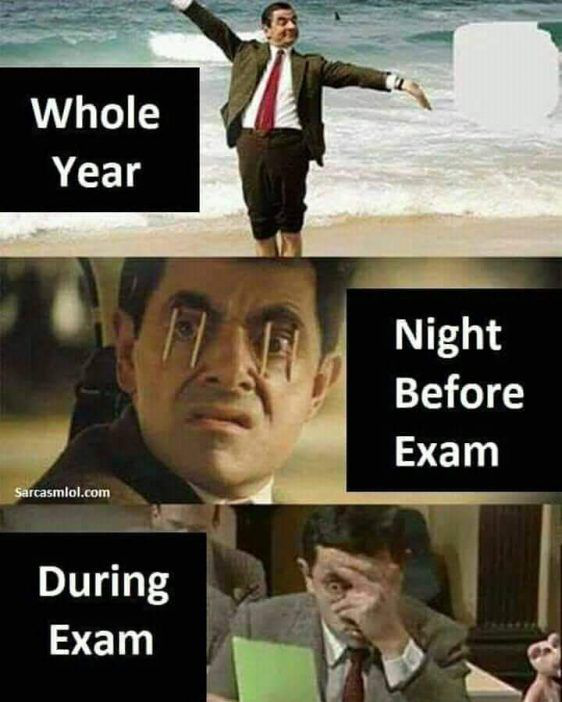 Whole
Year
Night
Before
Exam
Sarcasmlol.com
During
Exam